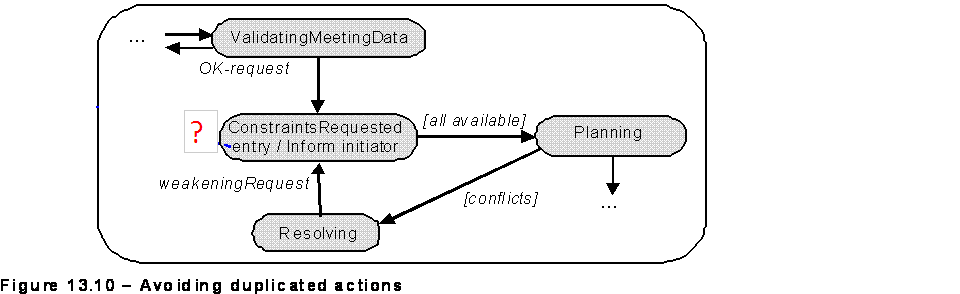 ...
ValidatingMeetingData
OK-request
?
ConstraintsRequested
entry / Inform initiator
[all available]
Planning
weakeningRequest
[conflicts]
...
Resolving
Figure 13.10 – Avoiding duplicated actions